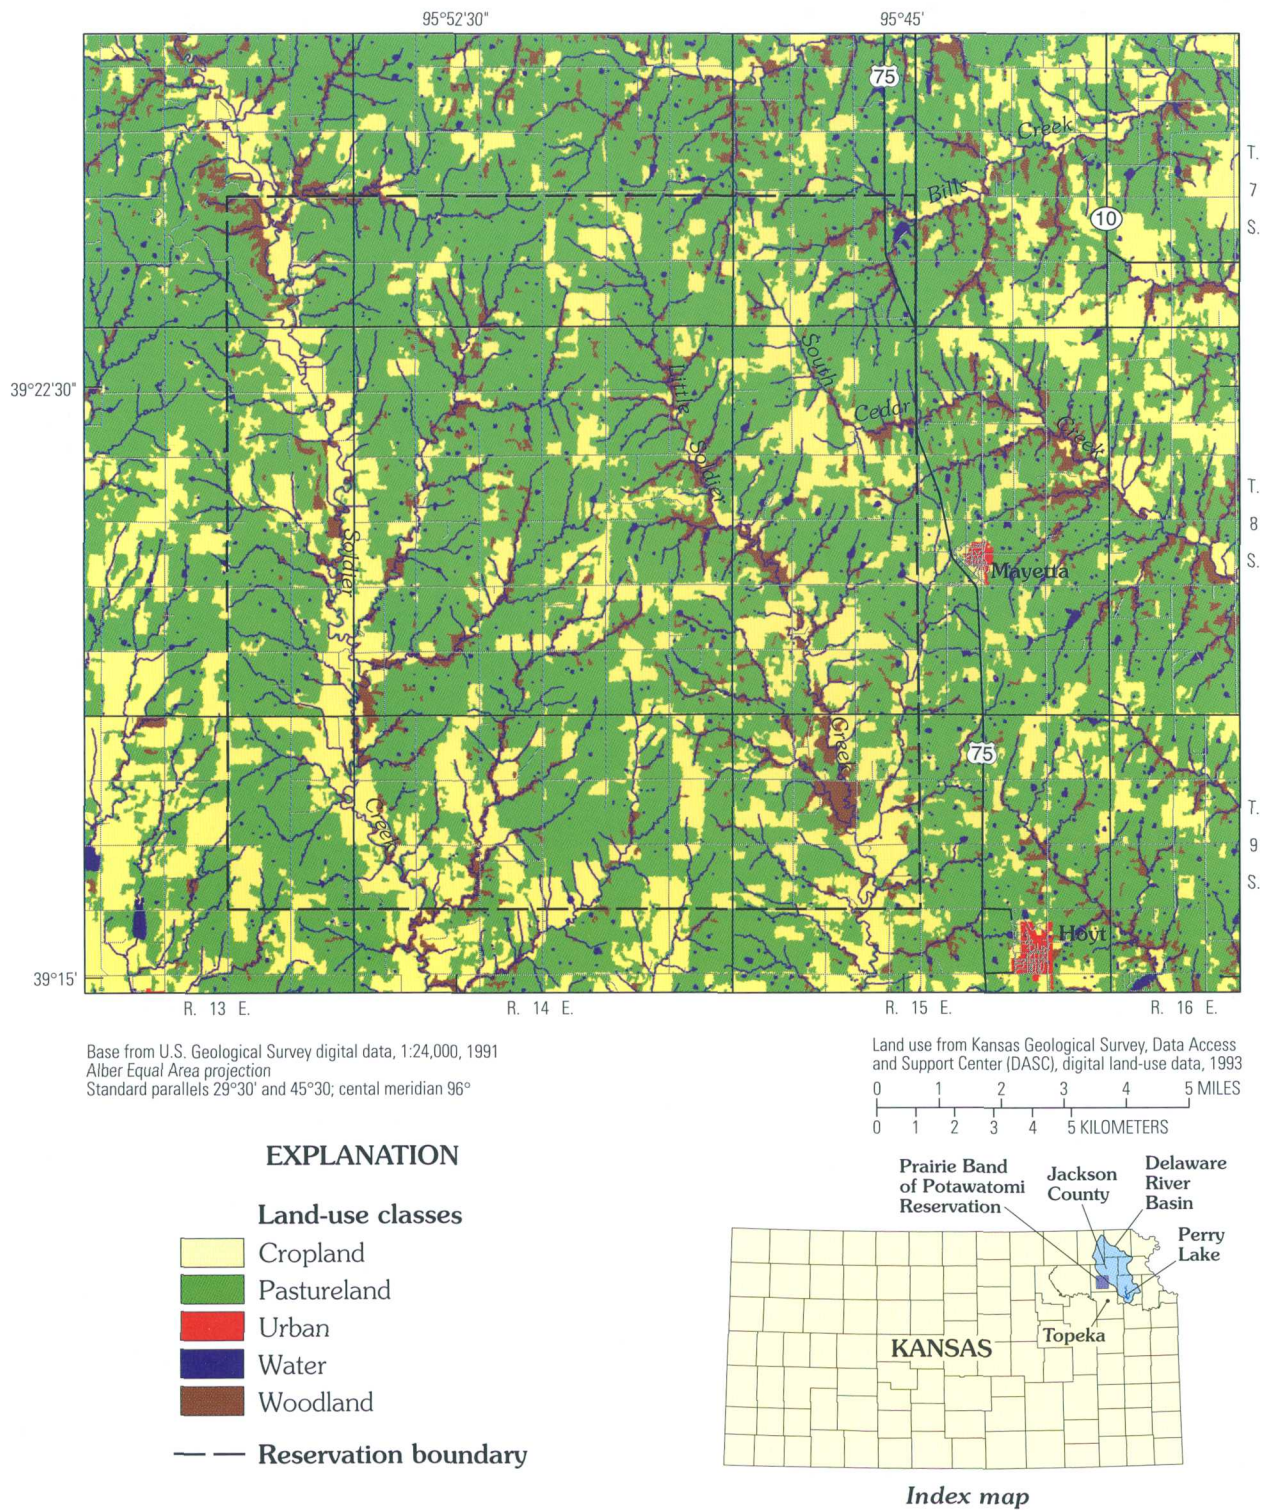 95°52'30"
95°45'
75
Creek
T.
7
S.
Bills
10
39°22'30"
South
Little
Cedar
Creek
Soldier
T.
8
S.
Soldier
Mayetta
Creek
75
T.
9
S.
Creek
Hoyt
39°15'
R. 13 E.
R. 14 E.
R. 15 E.
R. 16 E.
Base from U.S. Geological Survey digital data, 1:24,000, 1991
Alber Equal Area projection
Standard parallels 29°30' and 45°30; cental meridian 96°
Land use from Kansas Geological Survey, Data Access
and Support Center (DASC), digital land-use data, 1993
0 1 2 3 4 5 MILES
0 1 2 3 4 5 KILOMETERS
EXPLANATION
Land-use classes
Cropland
Pastureland
Urban
Water
Woodland
Reservation boundary
Prairie Band
of Potawatomi
Reservation
Jackson
County
Delaware
River
Basin
Perry
Lake
Topeka
KANSAS
Index map